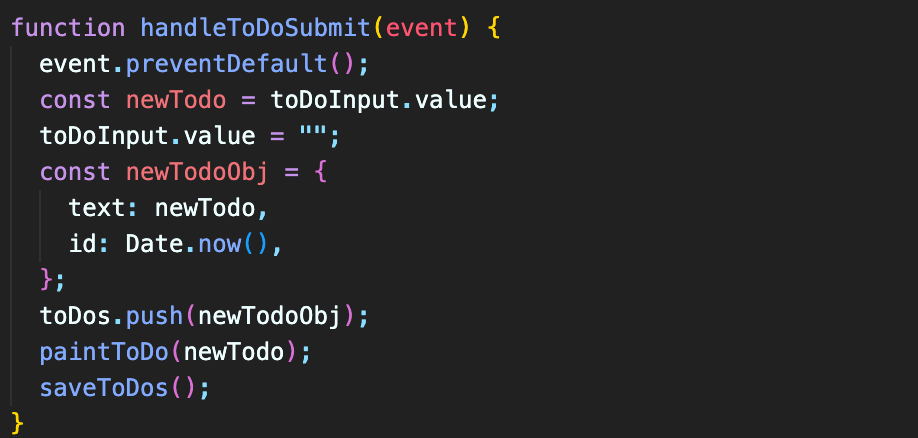 function handleToDoSubmit(event) {
  event.preventDefault();
  const newTodo = toDoInput.value;
  toDoInput.value = "";
  const newTodoObj = {
    text: newTodo,
    id: Date.now(),
  };
  toDos.push(newTodoObj);
  paintToDo(newTodo);
  saveToDos();
}